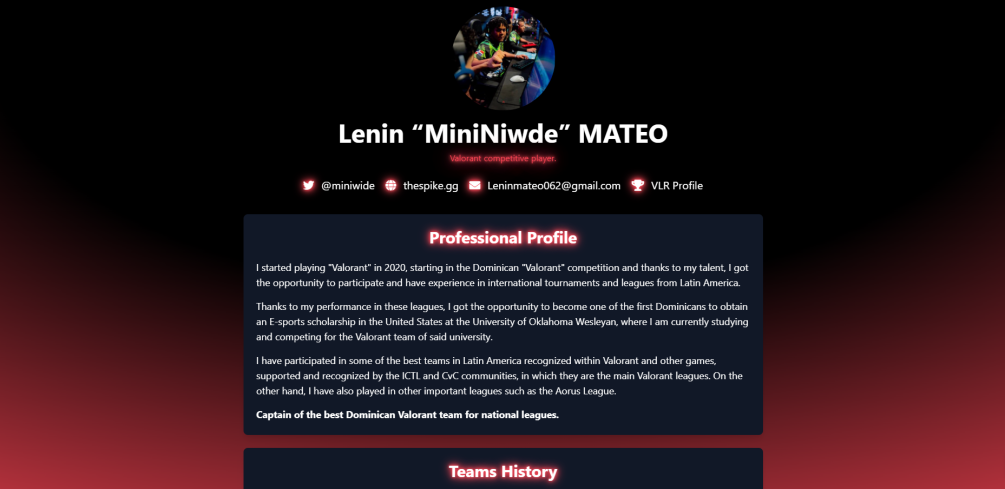 Lenin “MiniNiwde” MATEO
Valorant competitive player.
@miniwide thespike.gg Leninmateo062@gmail.com VLR Profile
Professional Profile
I started playing "Valorant" in 2020, starting in the Dominican "Valorant" competition and thanks to my talent, I got
the opportunity to participate and have experience in international tournaments and leagues from Latin America.
Thanks to my performance in these leagues, I got the opportunity to become one of the first Dominicans to obtain
an E-sports scholarship in the United States at the University of Oklahoma Wesleyan, where I am currently studying
and competing for the Valorant team of said university.
I have participated in some of the best teams in Latin America recognized within Valorant and other games,
supported and recognized by the ICTL and CvC communities, in which they are the main Valorant leagues. On the
other hand, I have also played in other important leagues such as the Aorus League.
Captain of the best Dominican Valorant team for national leagues.
Teams History